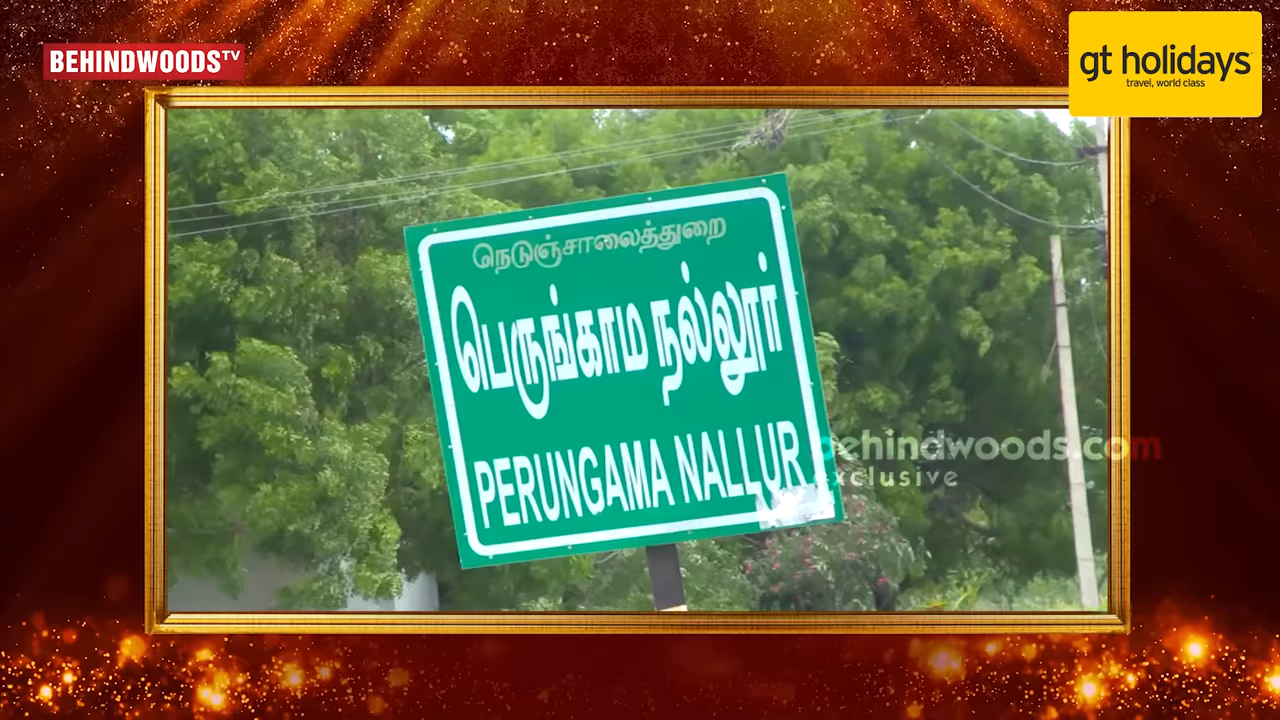 BEHINDWOODS TV
gt holidays
travel, world class
நெடுஞ்சாலைத்துறை
பெருங்காம நல்லூர்
PERUNGAMA NALLUR
behindwoods.com
exclusive